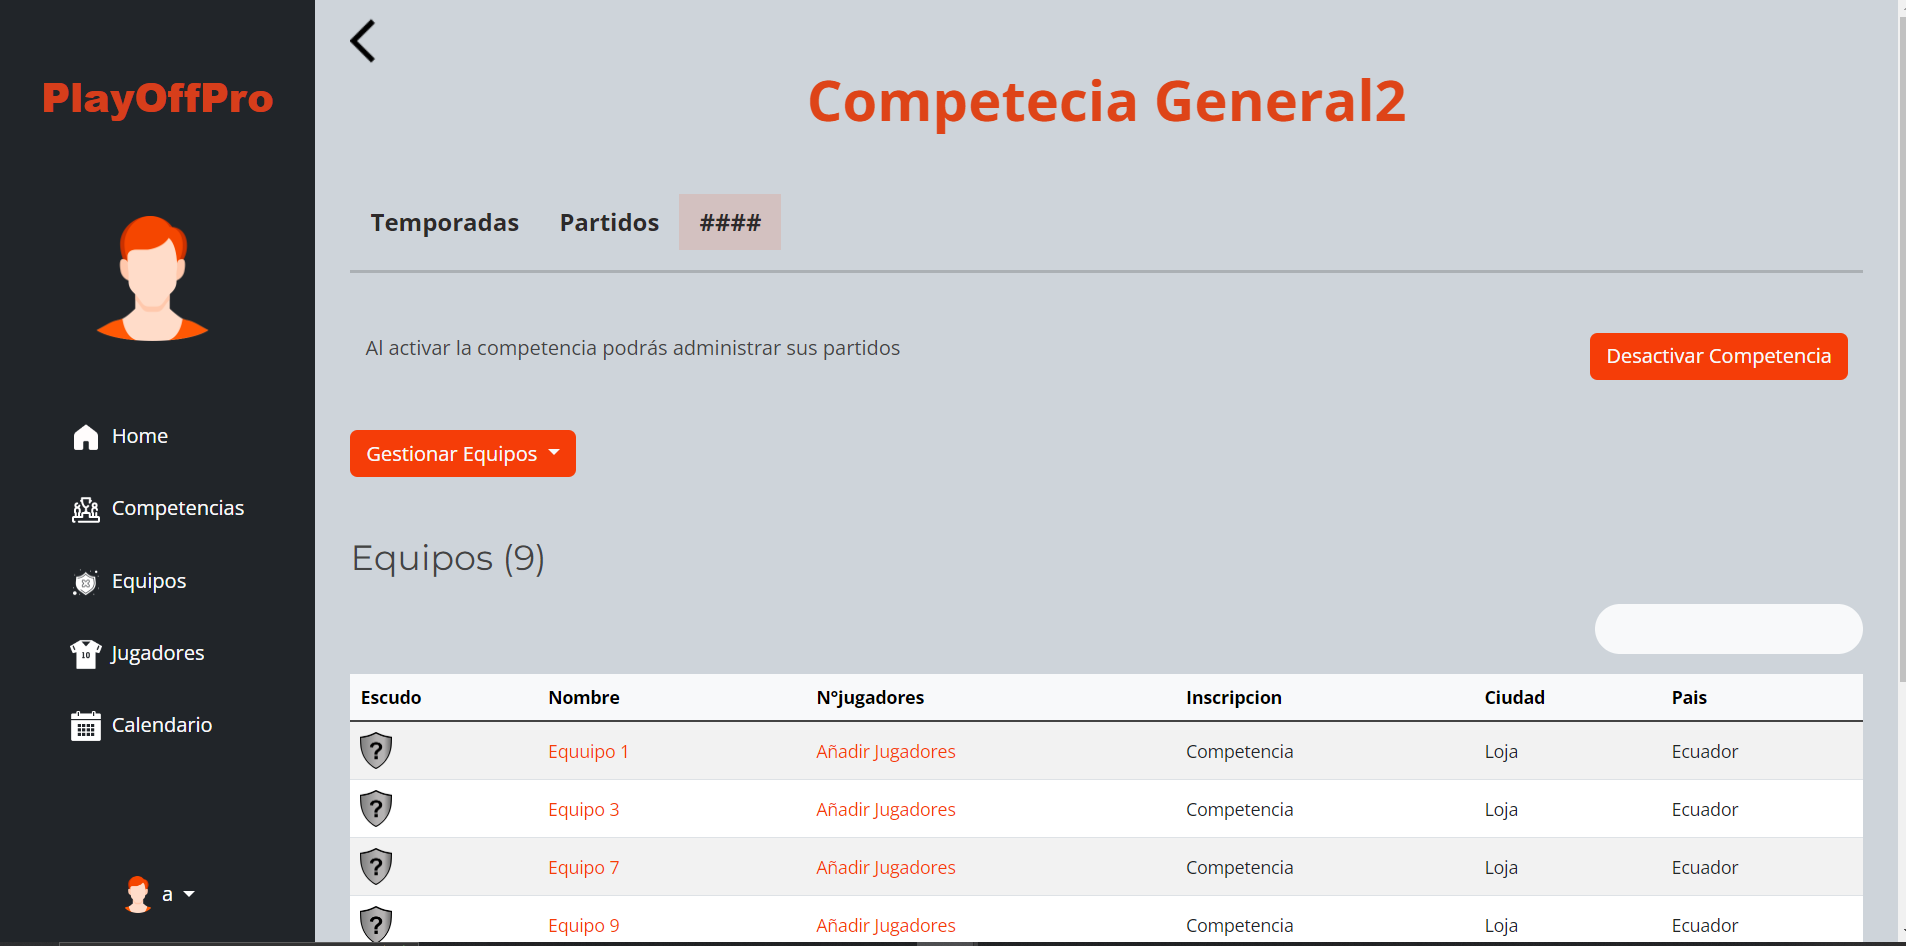 PlayOffPro
Home
Competencias
Equipos
Jugadores
10
Calendario
a
Competecia General2
Temporadas Partidos ####
Al activar la competencia podrás administrar sus partidos
Desactivar Competencia
Gestionar Equipos
Equipos (9)
Escudo Nombre N°jugadores Inscripcion Ciudad Pais
? Equuipo 1 Añadir Jugadores Competencia Loja Ecuador
? Equipo 3 Añadir Jugadores Competencia Loja Ecuador
? Equipo 7 Añadir Jugadores Competencia Loja Ecuador
? Equipo 9 Añadir Jugadores Competencia Loja Ecuador